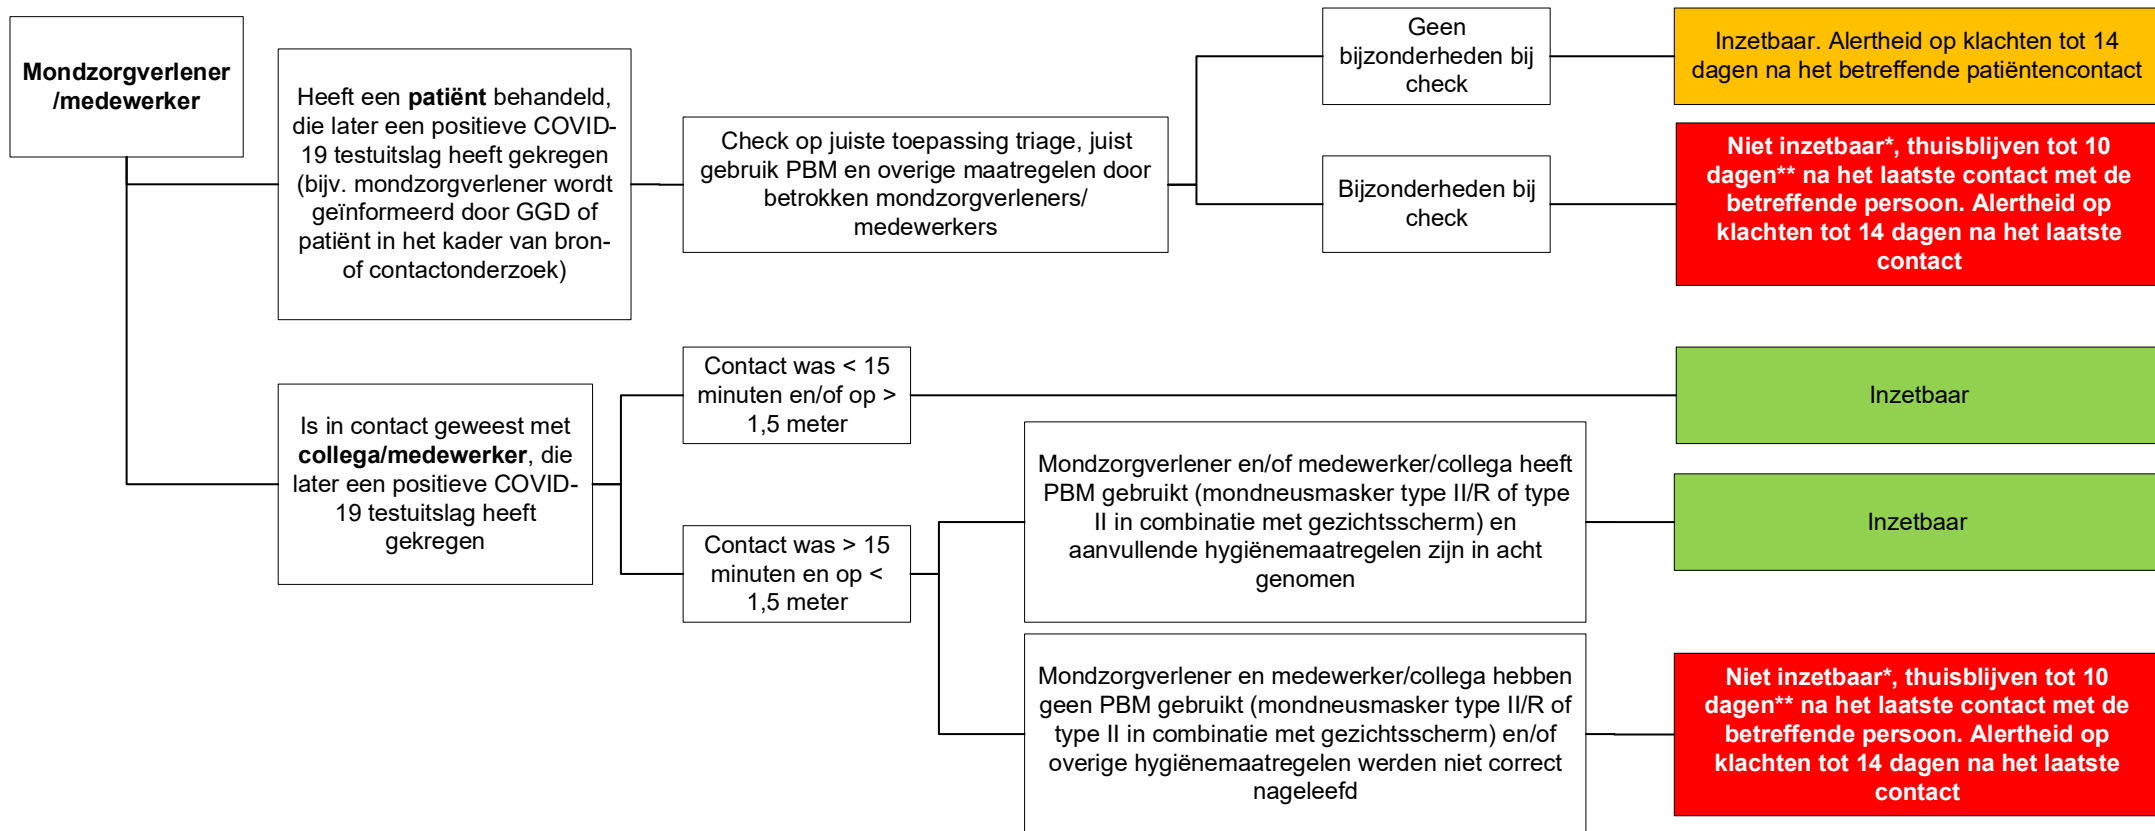 Mondzorgverlener
/medewerker
Heeft een patiënt behandeld,
die later een positieve COVID-
19 testuitslag heeft gekregen
(bijv. mondzorgverlener wordt
geïnformeerd door GGD of
patiënt in het kader van bron-
of contactonderzoek)
Check op juiste toepassing triage, juist
gebruik PBM en overige maatregelen door
betrokken mondzorgverleners/
medewerkers
Geen
bijzonderheden bij
check
Inzetbaar. Alertheid op klachten tot 14
dagen na het betreffende patiëntencontact
Bijzonderheden bij
check
Niet inzetbaar*, thuisblijven tot 10
dagen** na het laatste contact met de
betreffende persoon. Alertheid op
klachten tot 14 dagen na het laatste
contact
Is in contact geweest met
collega/medewerker, die
later een positieve COVID-
19 testuitslag heeft
gekregen
Contact was < 15
minuten en/of op >
1,5 meter
Inzetbaar
Contact was > 15
minuten en op <
1,5 meter
Mondzorgverlener en/of medewerker/collega heeft
PBM gebruikt (mondneusmasker type II/R of type
II in combinatie met gezichtsscherm) en
aanvullende hygiënemaatregelen zijn in acht
genomen
Inzetbaar
Mondzorgverlener en medewerker/collega hebben
geen PBM gebruikt (mondneusmasker type II/R of
type II in combinatie met gezichtsscherm) en/of
overige hygiënemaatregelen werden niet correct
nageleefd
Niet inzetbaar*, thuisblijven tot 10
dagen** na het laatste contact met de
betreffende persoon. Alertheid op
klachten tot 14 dagen na het laatste
contact